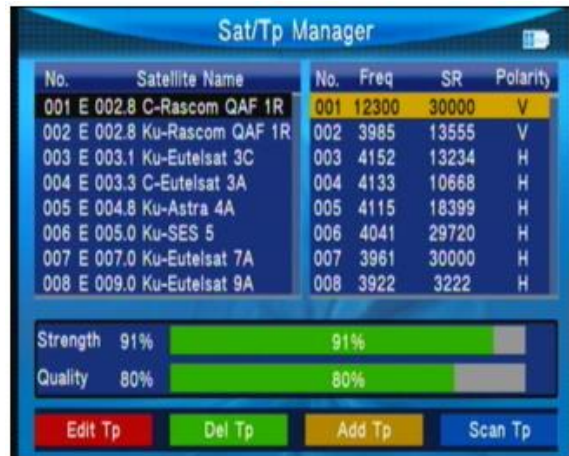 Sat/Tp Manager
No. Satellite Name
001 E 002.8 C-Rascom QAF 1R
002 E 002.8 Ku-Rascom QAF 1R
003 E 003.1 Ku-Eutelsat 3C
004 E 003.3 C-Eutelsat 3A
005 E 004.8 Ku-Astra 4A
006 E 005.0 Ku-SES 5
007 E 007.0 Ku-Eutelsat 7A
008 E 009.0 Ku-Eutelsat 9A
No. Freq SR Polarity
001 12300 30000 V
002 3985 13555 V
003 4152 13234 H
004 4133 10668 H
005 4115 18399 H
006 4041 29720 H
007 3961 30000 H
008 3922 3222 H
Strength 91% 91%
Quality 80% 80%
Edit Tp Del Tp Add Tp Scan Tp